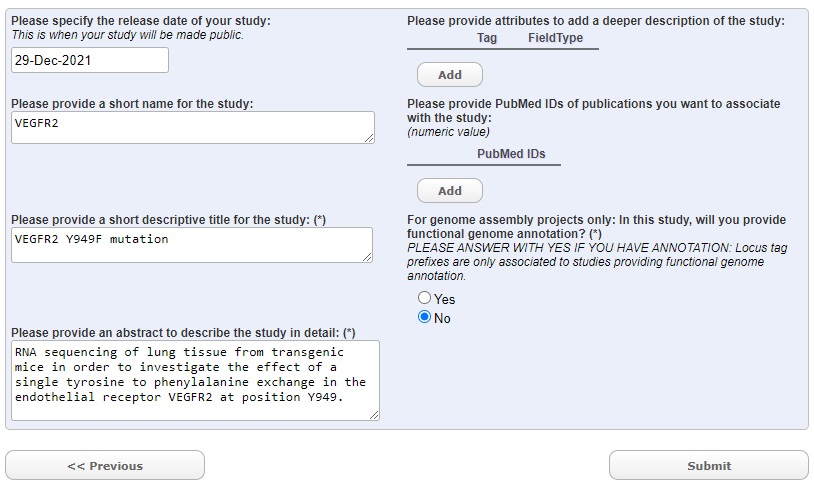 Please specify the release date of your study:
This is when your study will be made public.
29-Dec-2021
Please provide a short name for the study:
VEGFR2
Please provide a short descriptive title for the study: (*)
VEGFR2 Y949F mutation
Please provide an abstract to describe the study in detail: (*)
RNA sequencing of lung tissue from transgenic
mice in order to investigate the effect of a
single tyrosine to phenylalanine exchange in the
endothelial receptor VEGFR2 at position Y949.
Please provide attributes to add a deeper description of the study:
Tag FieldType
Add
Please provide PubMed IDs of publications you want to associate
with the study:
(numeric value)
PubMed IDs
Add
For genome assembly projects only: In this study, will you provide
functional genome annotation? (*)
PLEASE ANSWER WITH YES IF YOU HAVE ANNOTATION: Locus tag
prefixes are only associated to studies providing functional genome
annotation.
Yes
No
<< Previous
Submit